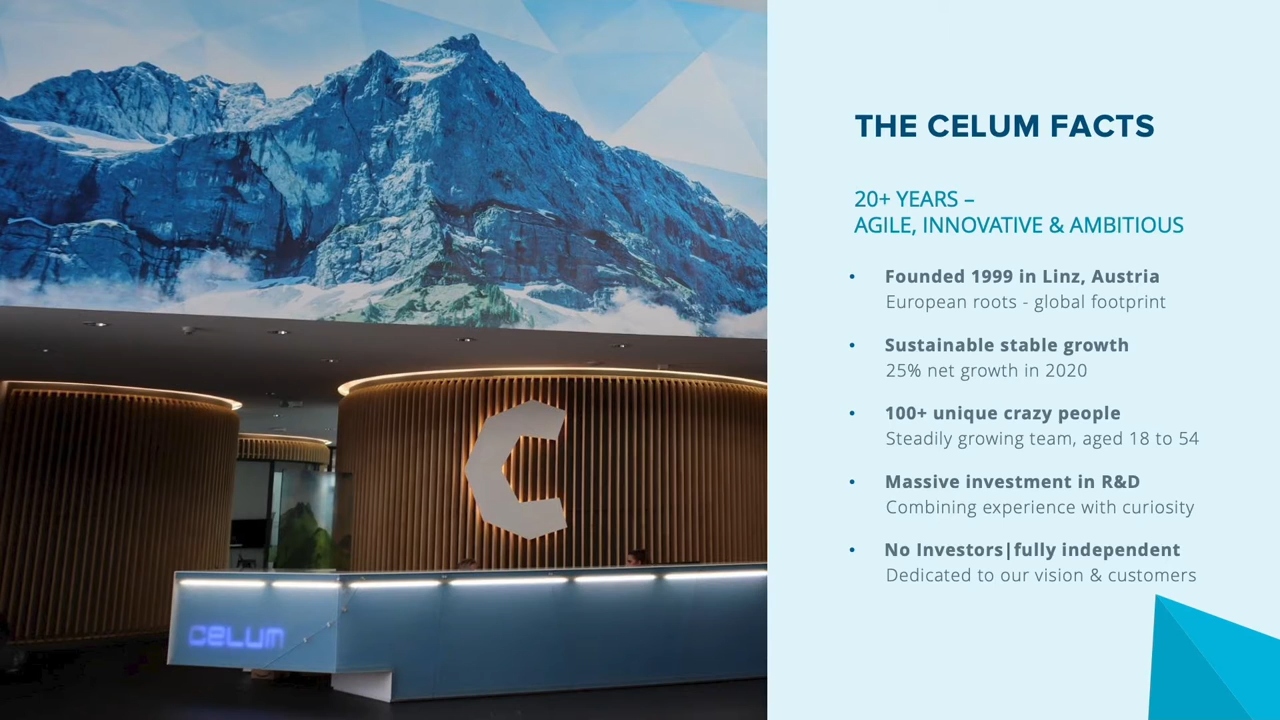 THE CELUM FACTS
20+ YEARS –
AGILE, INNOVATIVE & AMBITIOUS
• Founded 1999 in Linz, Austria
European roots - global footprint
• Sustainable stable growth
25% net growth in 2020
• 100+ unique crazy people
Steadily growing team, aged 18 to 54
• Massive investment in R&D
Combining experience with curiosity
• No Investors|fully independent
Dedicated to our vision & customers
C
CELUM